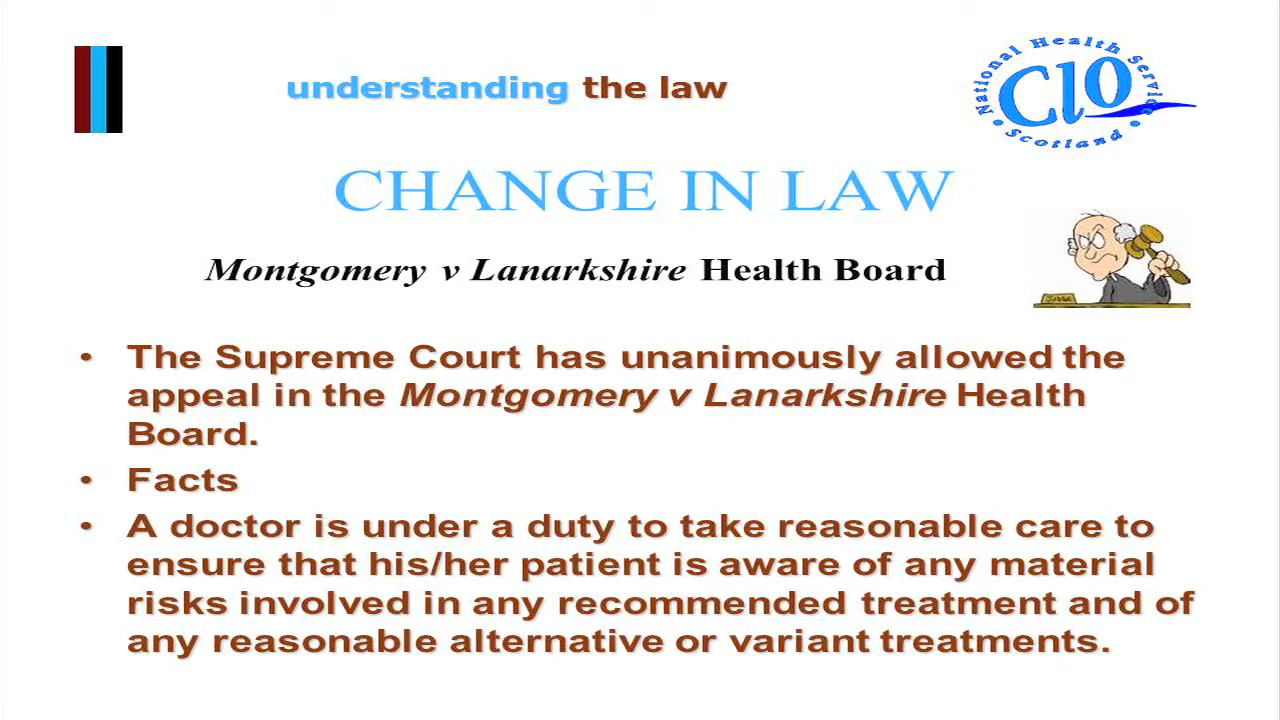 understanding the law
National Health Service
ClO
Scotland
CHANGE IN LAW
Montgomery v Lanarkshire Health Board
• The Supreme Court has unanimously allowed the
appeal in the Montgomery v Lanarkshire Health
Board.
• Facts
• A doctor is under a duty to take reasonable care to
ensure that his/her patient is aware of any material
risks involved in any recommended treatment and of
any reasonable alternative or variant treatments.